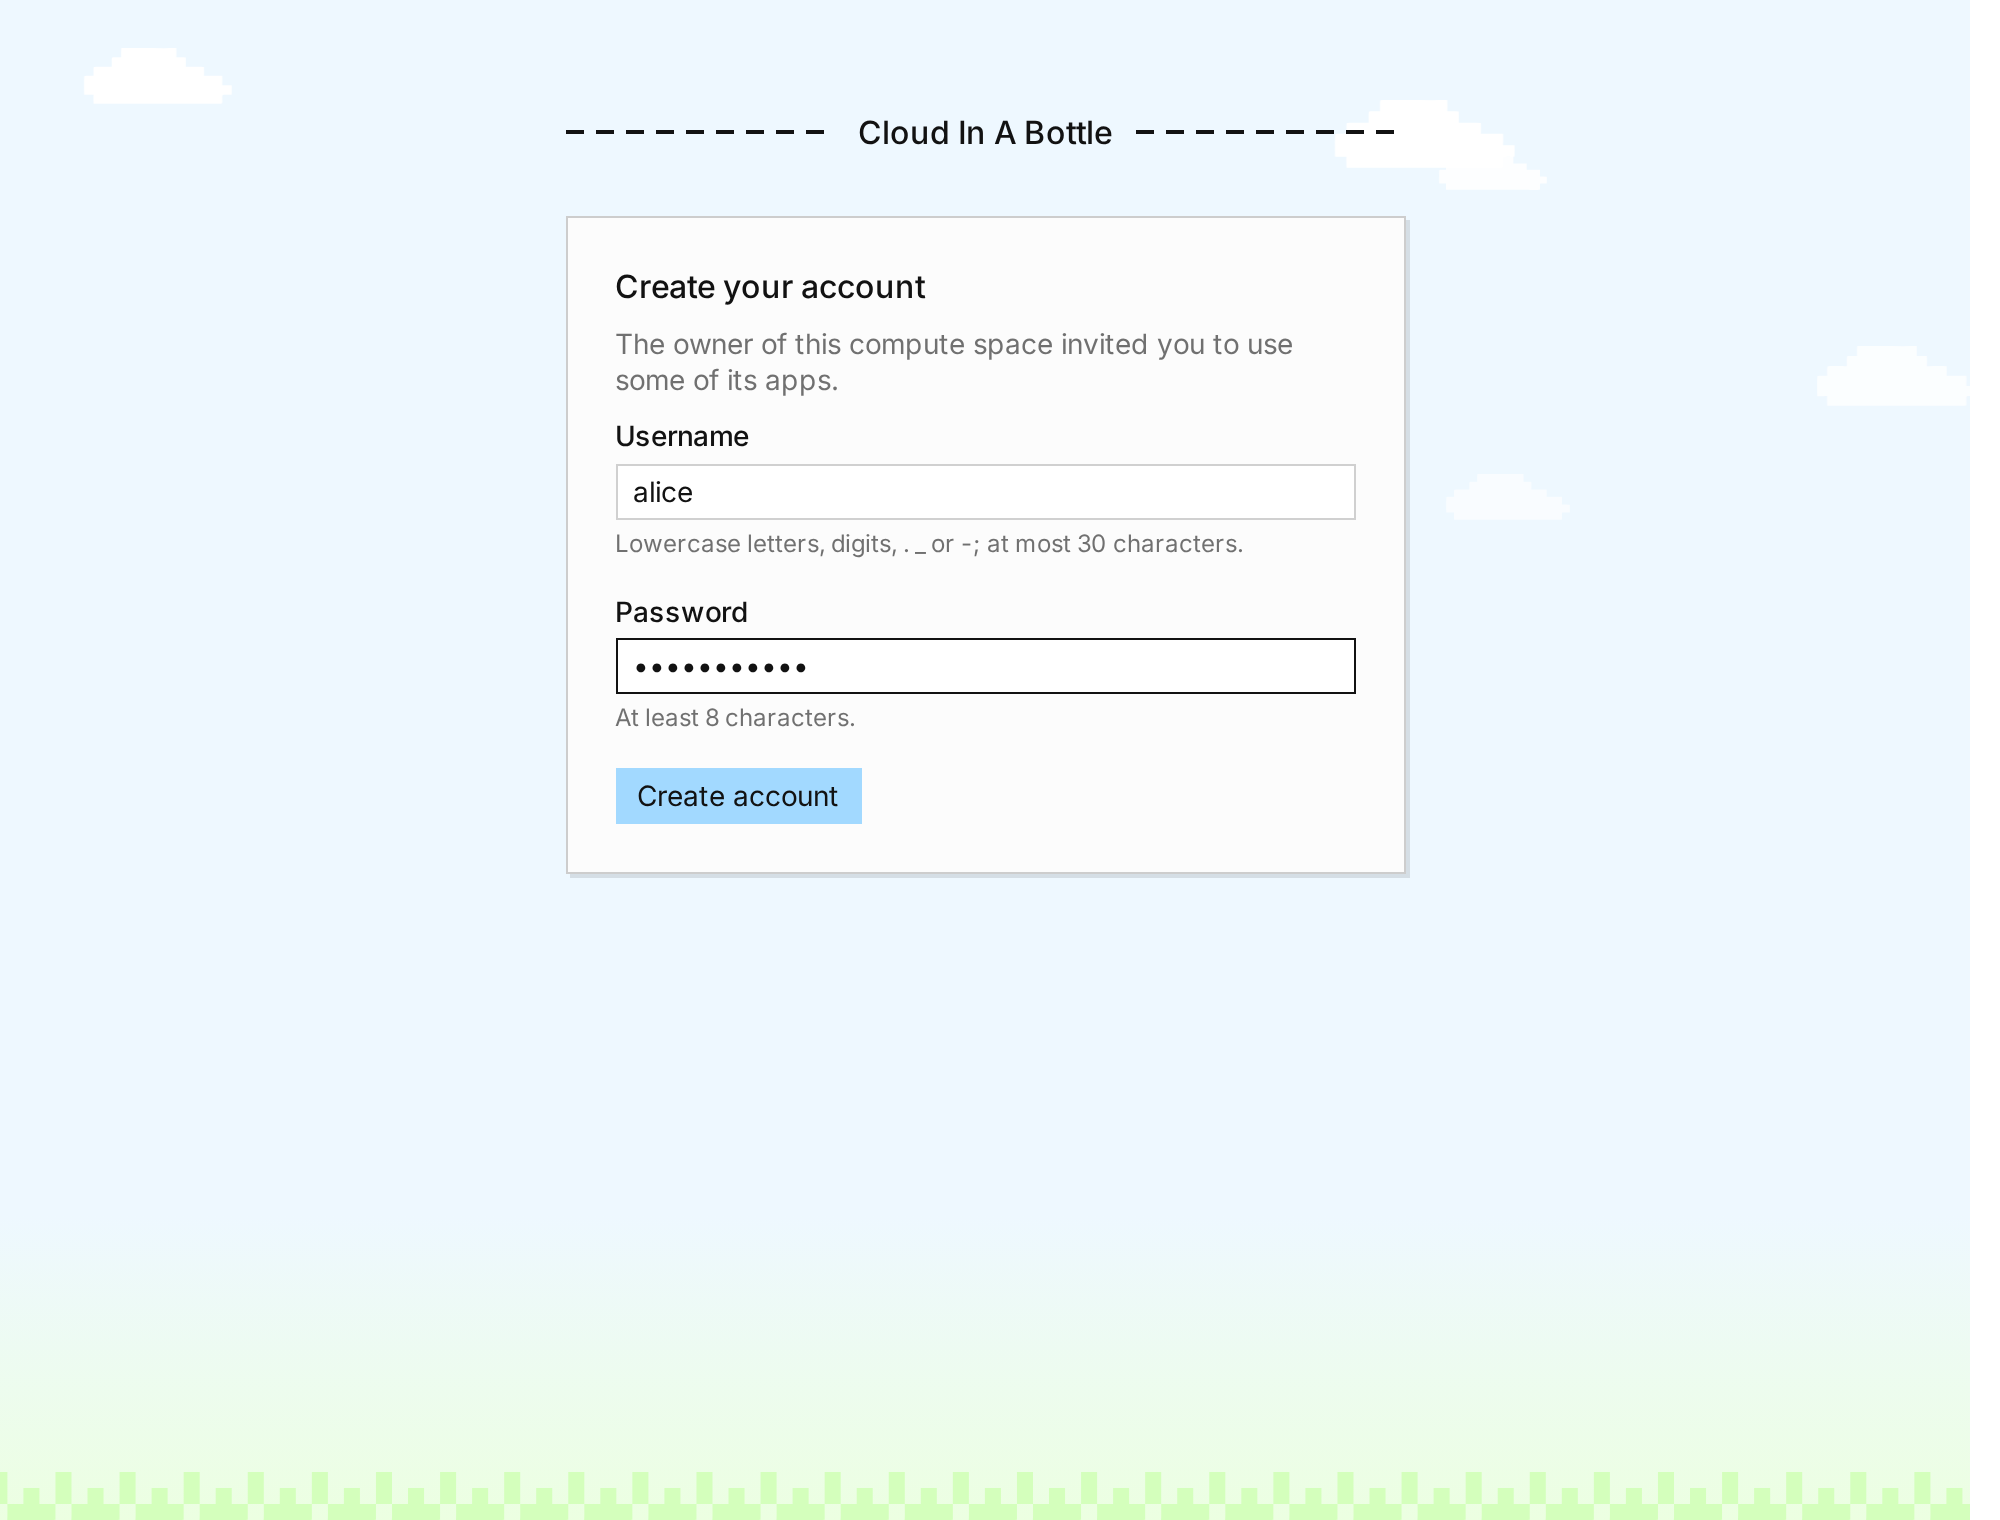 Cloud In A Bottle
Create your account
The owner of this compute space invited you to use
some of its apps.
Username
alice
Lowercase letters, digits, . _ or -; at most 30 characters.
Password
•••••••••••
At least 8 characters.
Create account